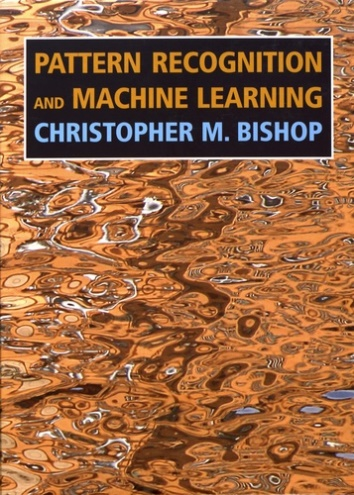 PATTERN RECOGNITION
AND MACHINE LEARNING
CHRISTOPHER M. BISHOP